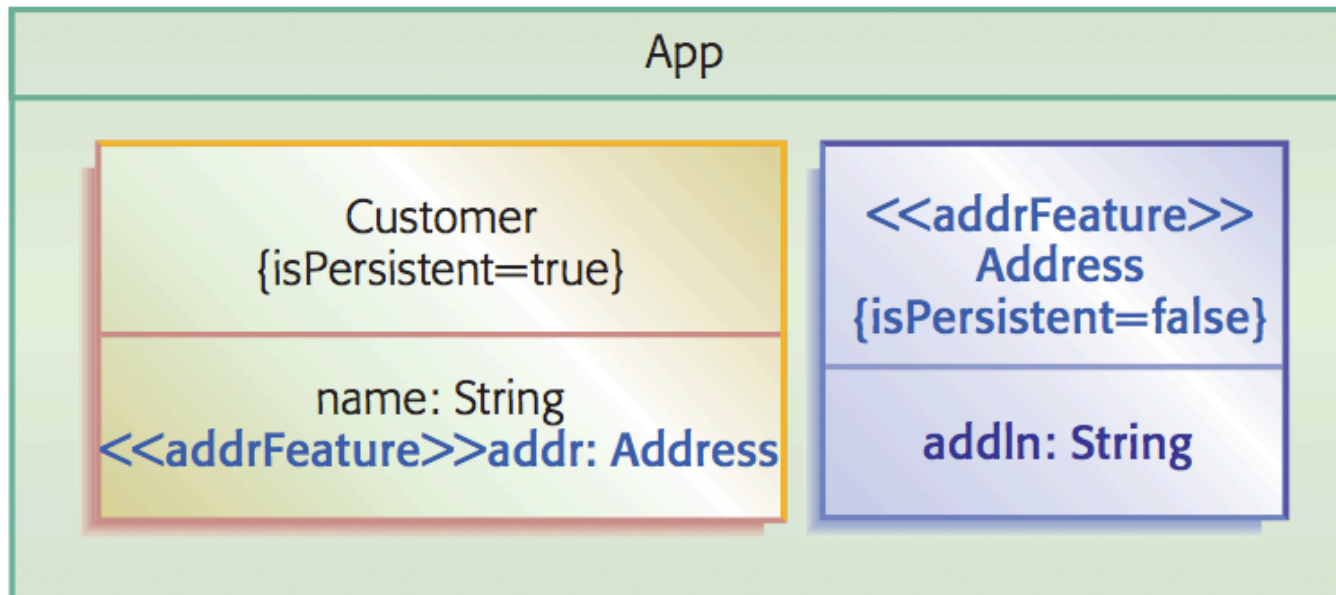 App
Customer
{isPersistent=true}
name: String
<<addrFeature>>addr: Address
<<addrFeature>>
Address
{isPersistent=false}
addln: String